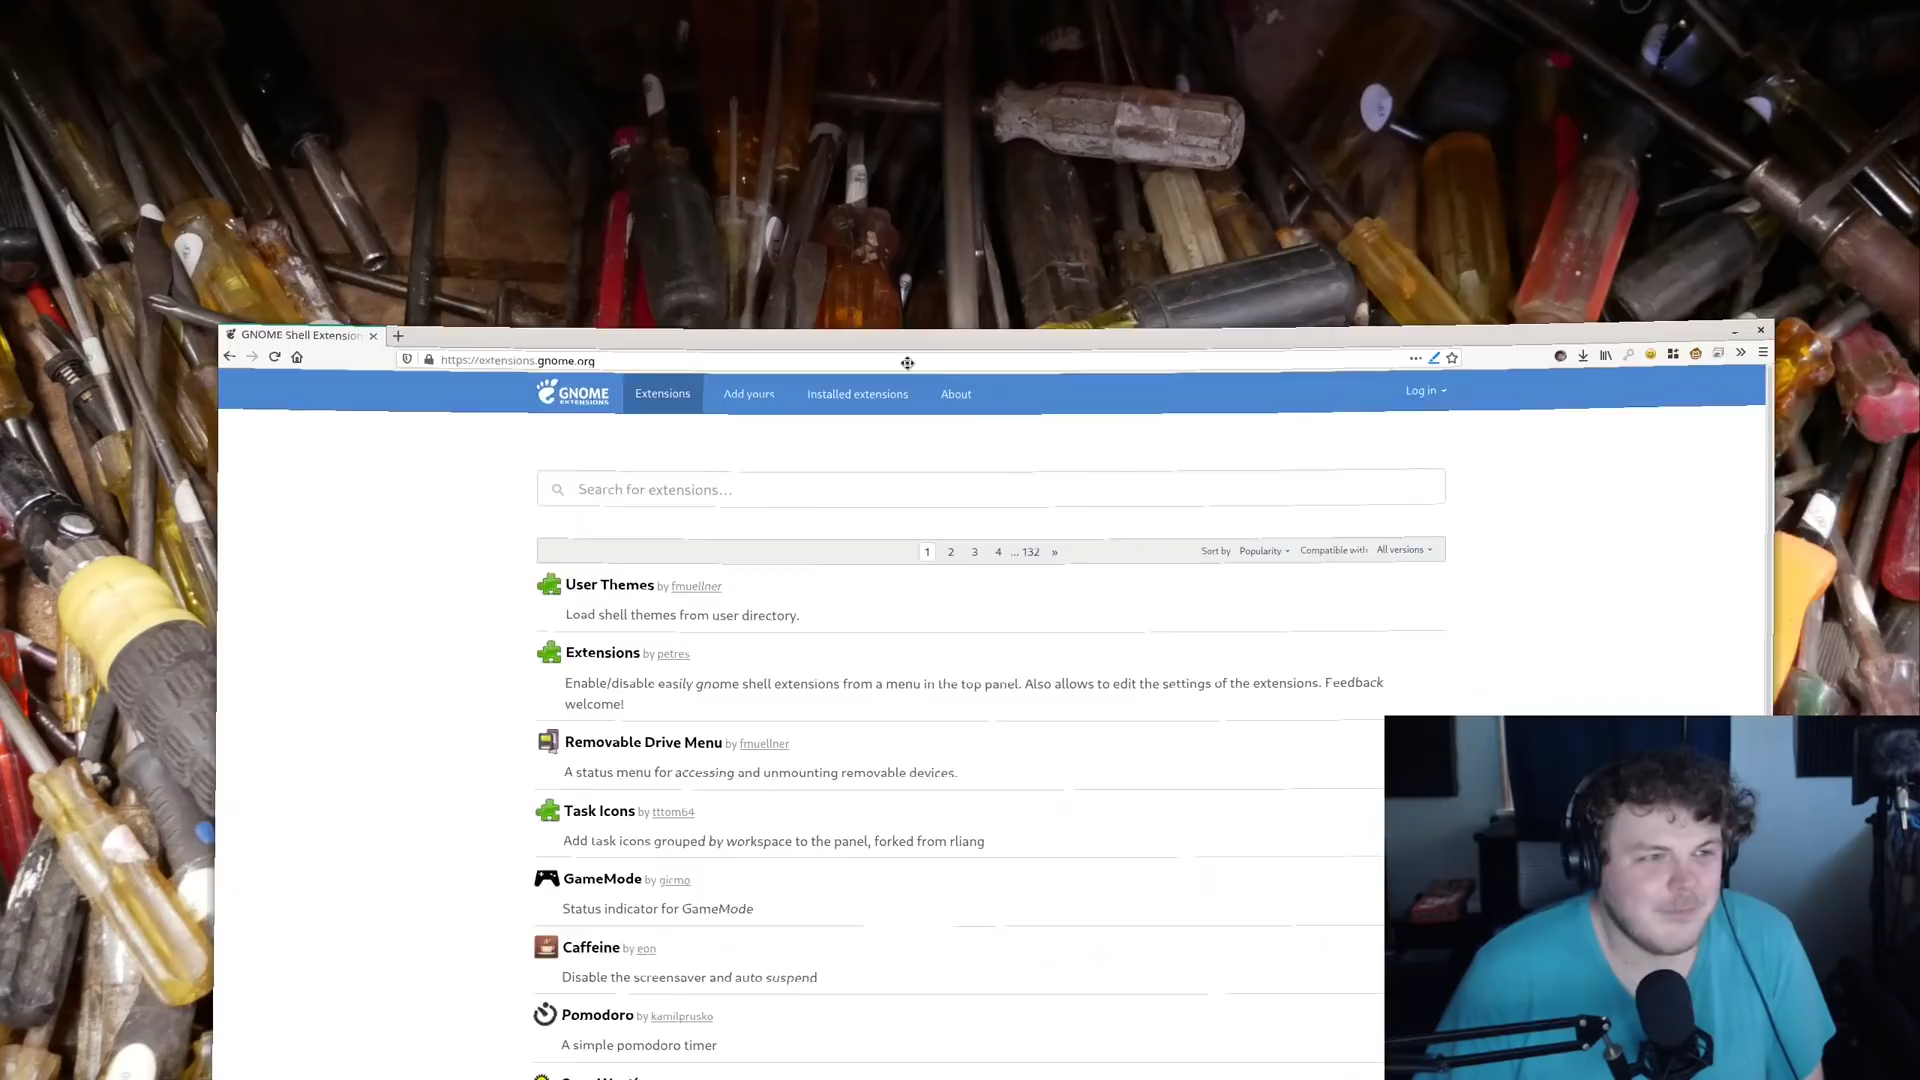 GNOME Shell Extension
https://extensions.gnome.org
GNOME EXTENSIONS Extensions Add yours Installed extensions About Log in
Search for extensions...
1 2 3 4 ... 132 » Sort by Popularity Compatible with All versions
User Themes by fmuellner
Load shell themes from user directory.
Extensions by petres
Enable/disable easily gnome shell extensions from a menu in the top panel. Also allows to edit the settings of the extensions. Feedback
welcome!
Removable Drive Menu by fmuellner
A status menu for accessing and unmounting removable devices.
Task Icons by tttom64
Add task icons grouped by workspace to the panel, forked from rliang
GameMode by gicmo
Status indicator for GameMode
Caffeine by eon
Disable the screensaver and auto suspend
Pomodoro by kamilprusko
A simple pomodoro timer